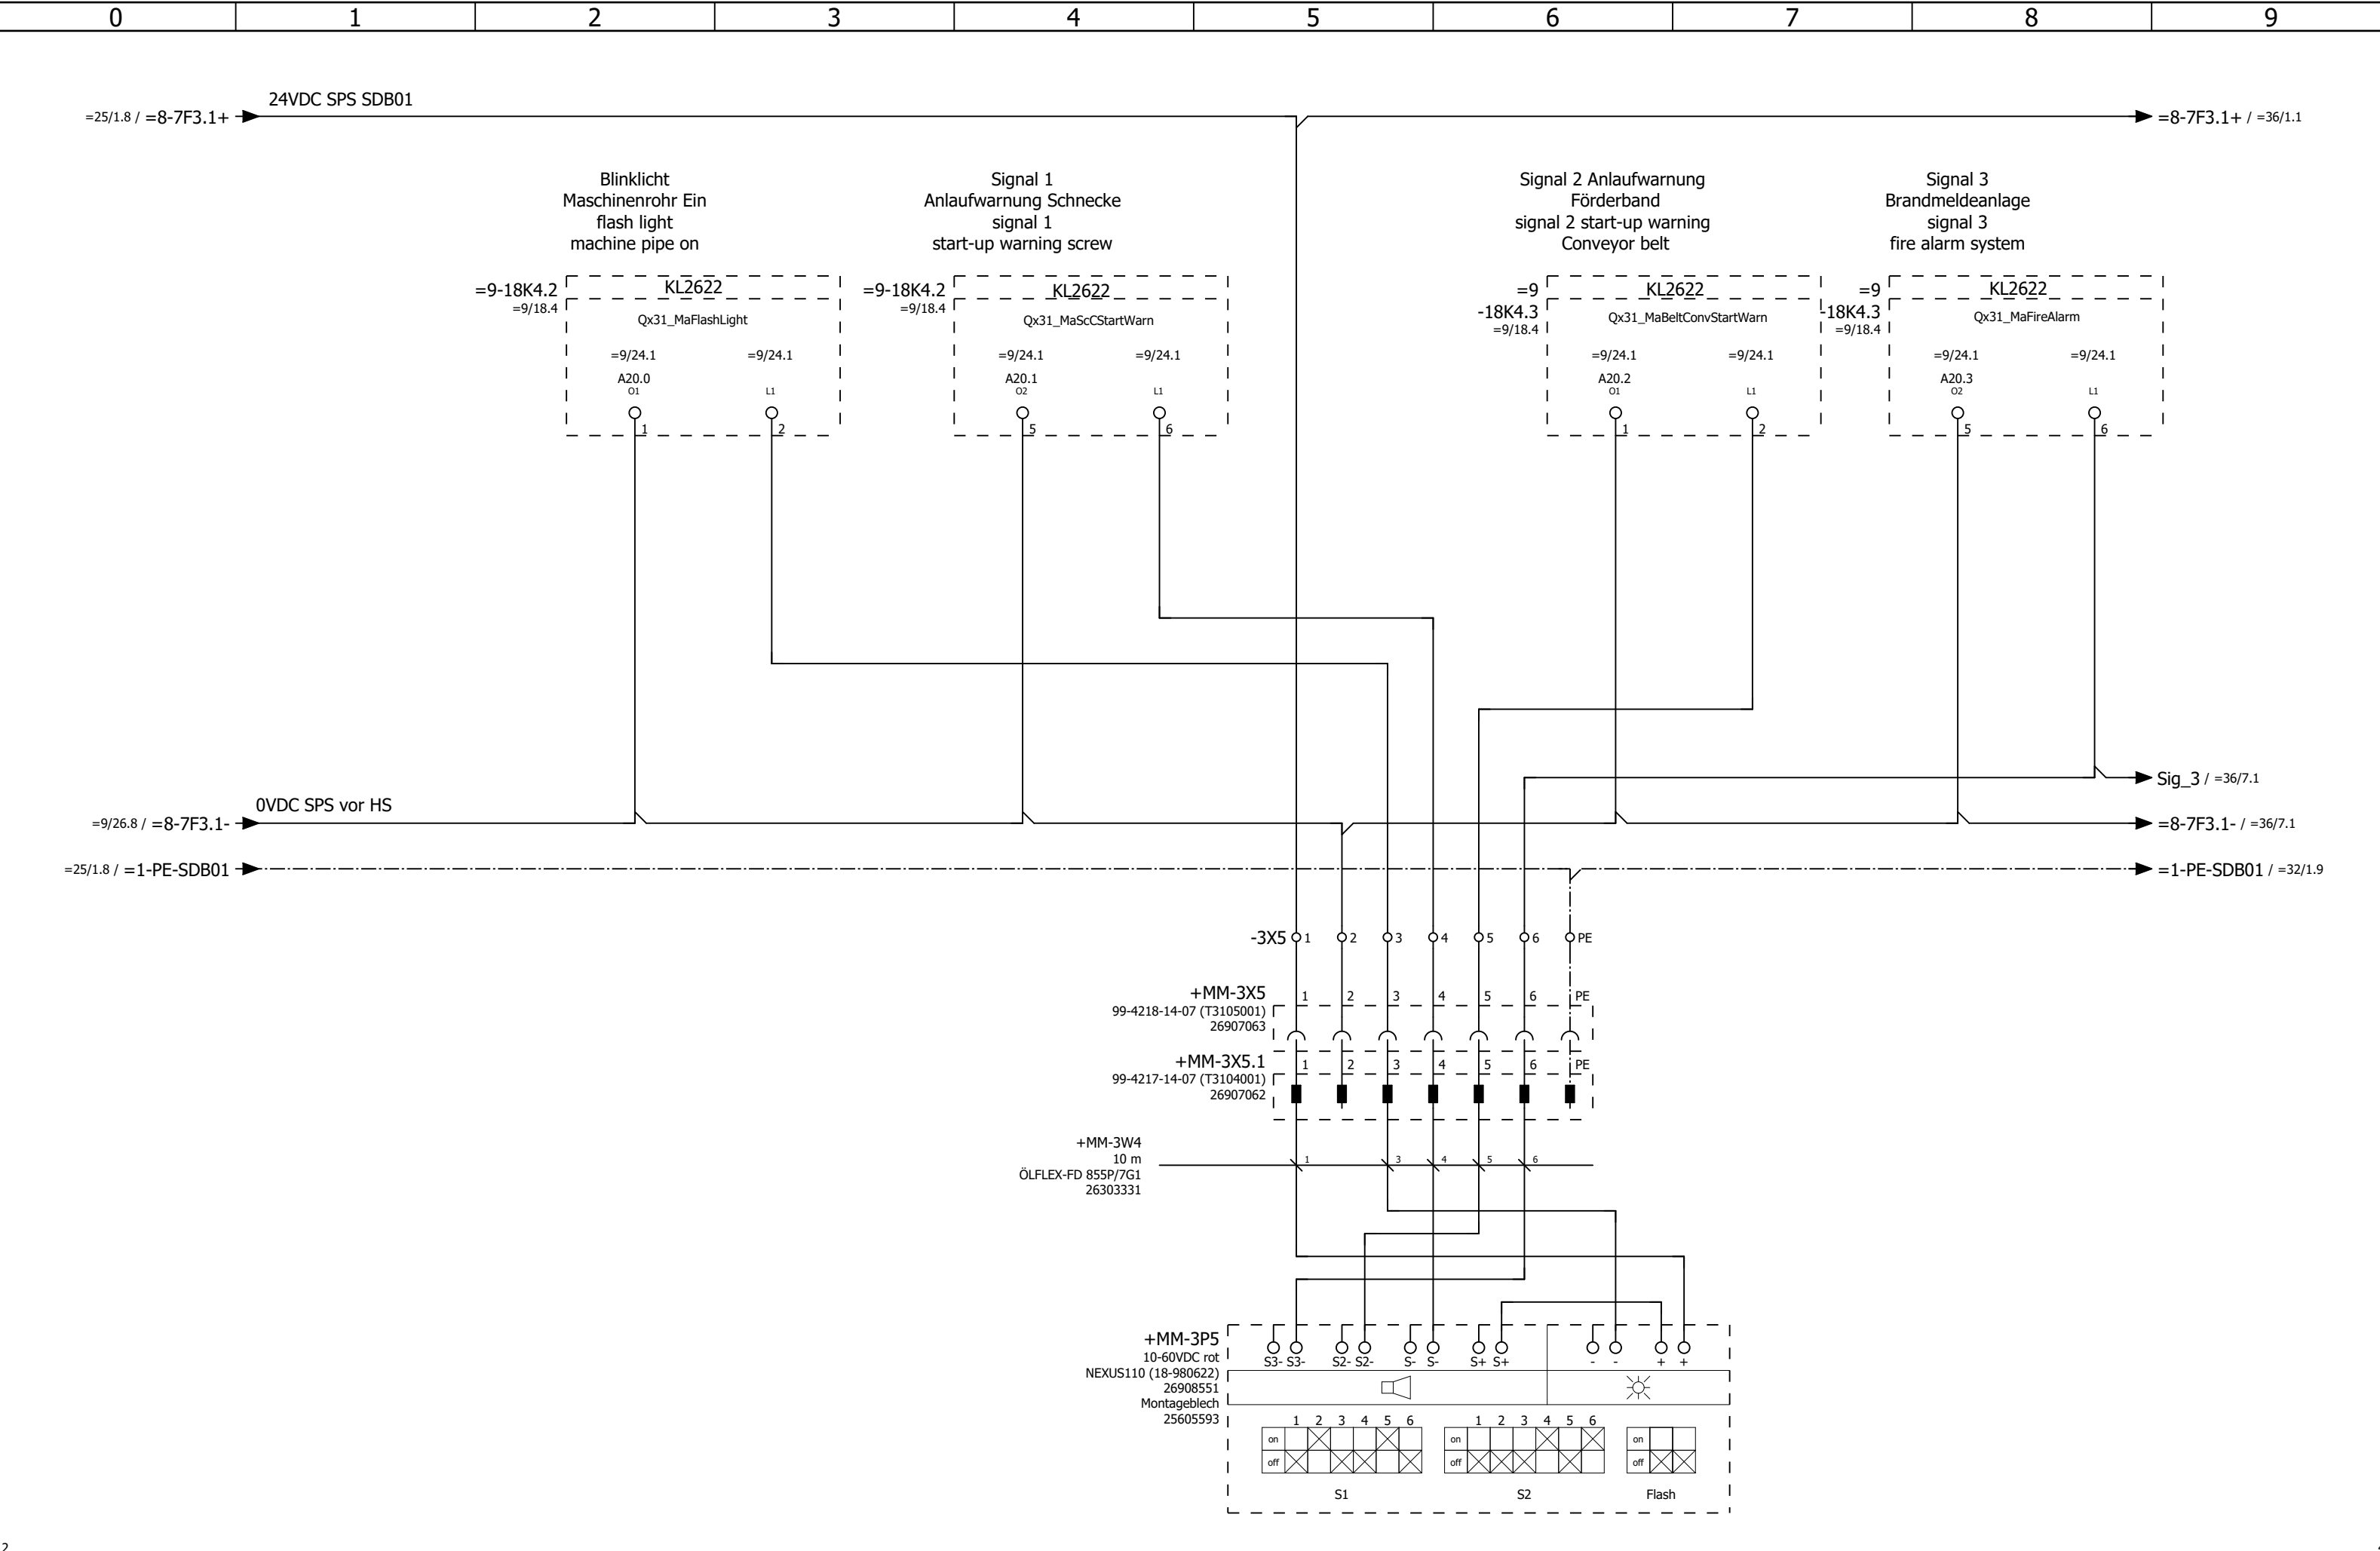 0 1 2 3 4 5 6 7 8 9
24VDC SPS SDB01
=25/1.8 / =8-7F3.1+
=8-7F3.1+ / =36/1.1
Blinklicht
Maschinenrohr Ein
flash light
machine pipe on
Signal 1
Anlaufwarnung Schnecke
signal 1
start-up warning screw
Signal 2 Anlaufwarnung
Förderband
signal 2 start-up warning
Conveyor belt
Signal 3
Brandmeldeanlage
signal 3
fire alarm system
=9-18K4.2
=9/18.4
KL2622
Qx31_MaFlashLight
=9/24.1 =9/24.1
A20.0
O1 L1
1 2
=9-18K4.2
=9/18.4
KL2622
Qx31_MaScCStartWarn
=9/24.1 =9/24.1
A20.1
O2 L1
5 6
=9
-18K4.3
=9/18.4
KL2622
Qx31_MaBeltConvStartWarn
=9/24.1 =9/24.1
A20.2
O1 L1
1 2
=9
-18K4.3
=9/18.4
KL2622
Qx31_MaFireAlarm
=9/24.1 =9/24.1
A20.3
O2 L1
5 6
Sig_3 / =36/7.1
0VDC SPS vor HS
=9/26.8 / =8-7F3.1-
=8-7F3.1- / =36/7.1
=25/1.8 / =1-PE-SDB01
=1-PE-SDB01 / =32/1.9
-3X5 1 2 3 4 5 6 PE
+MM-3X5 1 2 3 4 5 6 PE
99-4218-14-07 (T3105001)
26907063
+MM-3X5.1 1 2 3 4 5 6 PE
99-4217-14-07 (T3104001)
26907062
+MM-3W4
10 m
ÖLFLEX-FD 855P/7G1
26303331
1 3 4 5 6
+MM-3P5
10-60VDC rot
NEXUS110 (18-980622)
26908551
Montageblech
25605593
S3- S3- S2- S2- S- S- S+ S+ - - + +
1 2 3 4 5 6 1 2 3 4 5 6
on on on
off off off
S1 S2 Flash
2